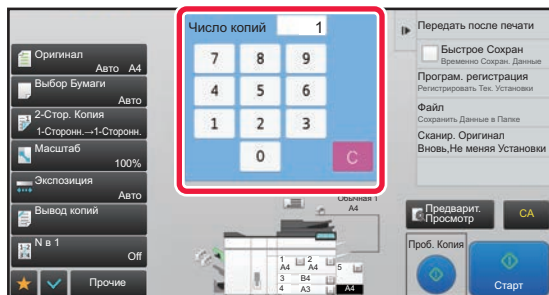 Оригинал
Авто A4
Выбор Бумаги
Авто
2-Стор. Копия
1-Сторонн.→1-Сторонн.
Масштаб
100%
Экспозиция
Авто
Вывод копий
N в 1
Off
Прочие
Число копий 1
7 8 9
4 5 6
1 2 3
0 C
Обычная 1
A4
1 A4
2 A4
3 B4
4 A3
5
A4
Передать после печати
Быстрое Сохран
Временно Сохран. Данные
Програм. регистрация
Регистрировать Тек. Установки
Файл
Сохранить Данные в Папке
Сканир. Оригинал
Вновь,Не меняя Установки
Предварит.
Просмотр
CA
Проб. Копия
Старт